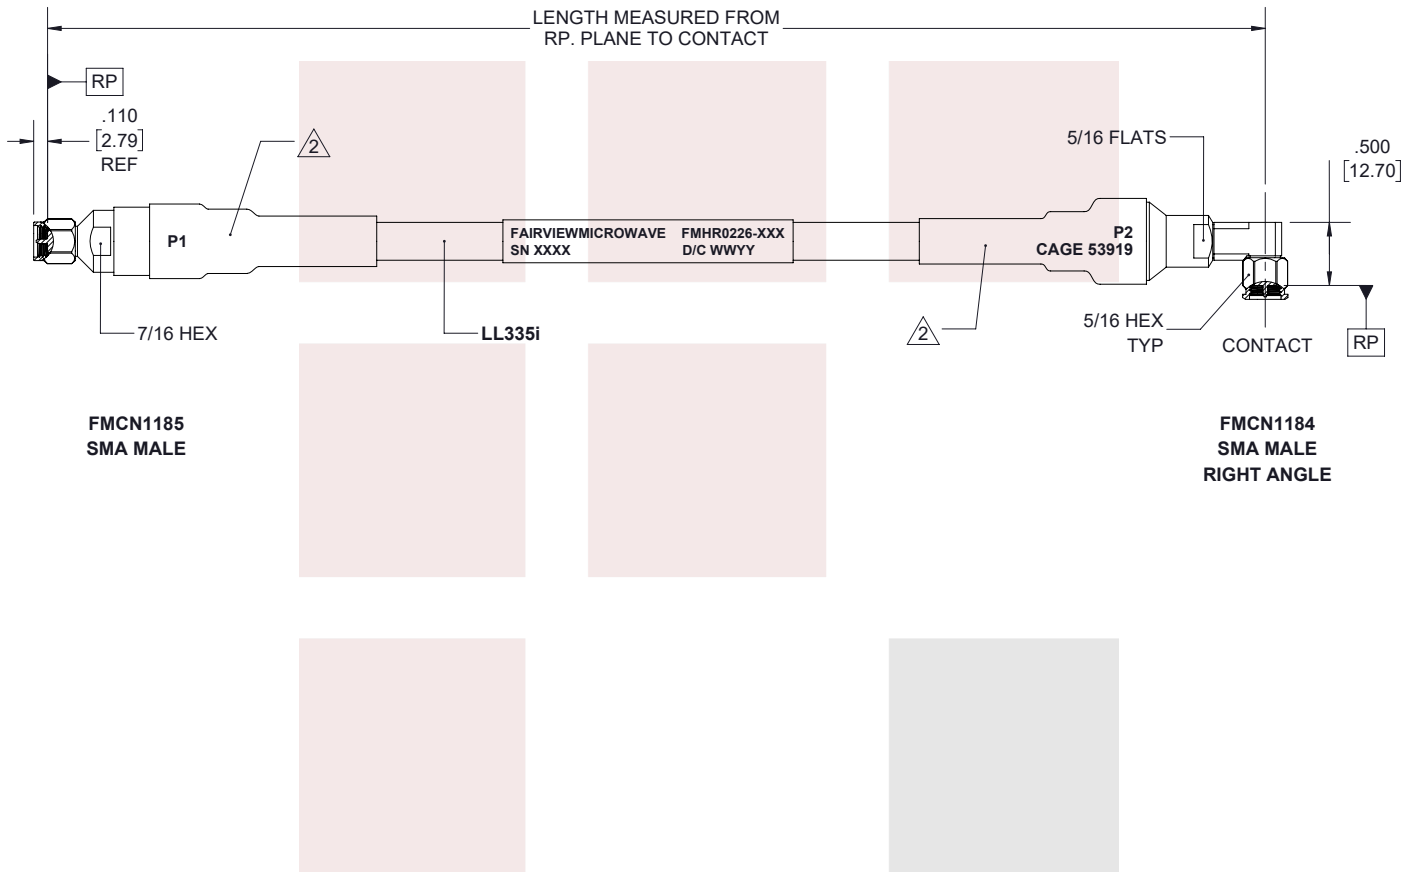 LENGTH MEASURED FROM
RP. PLANE TO CONTACT
RP
.110
[2.79]
REF
2
5/16 FLATS
.500
[12.70]
P1
FAIRVIEWMICROWAVE FMHR0226-XXX
SN XXXX D/C WWYY
P2
CAGE 53919
7/16 HEX
LL335i
2
5/16 HEX
TYP
CONTACT
RP
FMCN1185
SMA MALE
FMCN1184
SMA MALE
RIGHT ANGLE